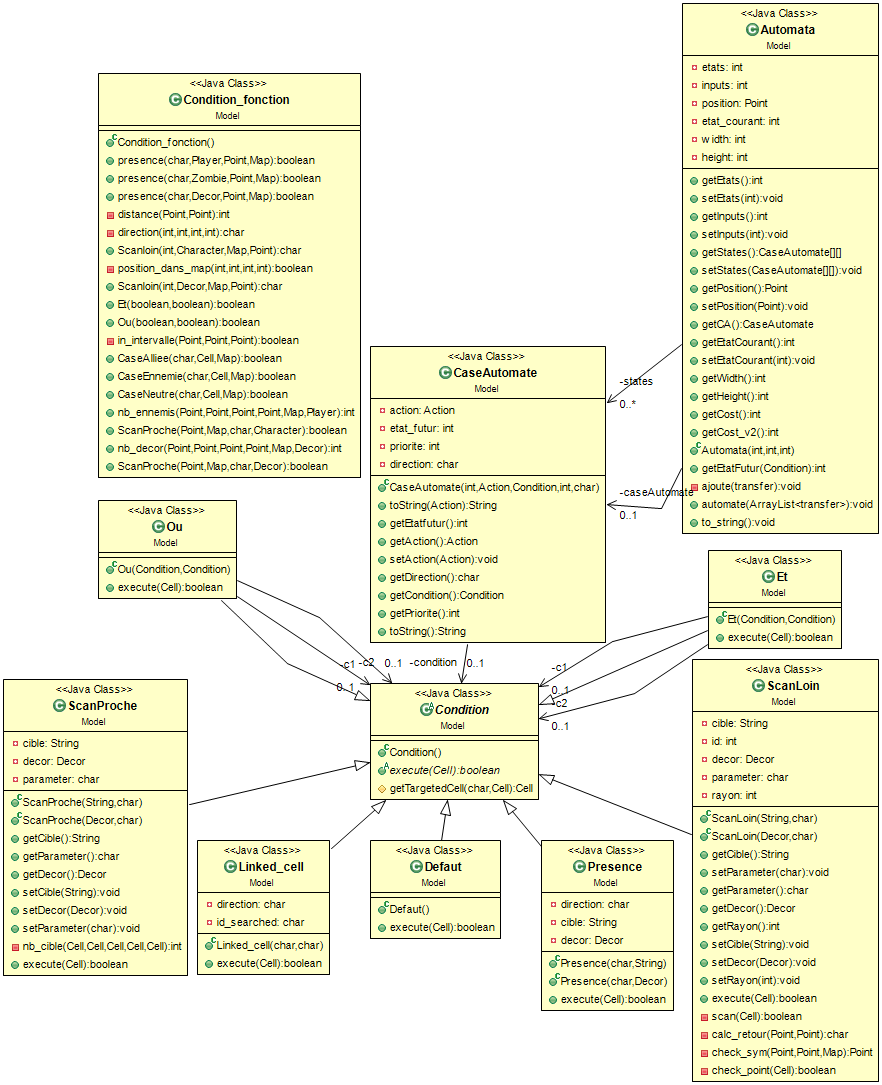 <<Java Class>>
Automata
Model
etats: int
inputs: int
position: Point
etat_courant: int
width: int
height: int
getEtats():int
setEtats(int):void
getInputs():int
setInputs(int):void
getStates():CaseAutomate[][]
setStates(CaseAutomate[][]):void
getPosition():Point
setPosition(Point):void
getCA():CaseAutomate
getEtatCourant():int
setEtatCourant(int):void
getWidth():int
getHeight():int
getCost():int
getCost_v2():int
Automata(int,int,int)
getEtatFutur(Condition):int
ajoute(transfer):void
automate(ArrayList<transfer>):void
to_string():void
<<Java Class>>
Condition_fonction
Model
Condition_fonction()
presence(char,Player,Point,Map):boolean
presence(char,Zombie,Point,Map):boolean
presence(char,Decor,Point,Map):boolean
distance(Point,Point):int
direction(int,int,int,int):char
Scanloin(int,Character,Map,Point):char
position_dans_map(int,int,int,int):boolean
Scanloin(int,Decor,Map,Point):char
Et(boolean,boolean):boolean
Ou(boolean,boolean):boolean
in_intervalle(Point,Point,Point):boolean
CaseAlliee(char,Cell,Map):boolean
CaseEnnemie(char,Cell,Map):boolean
CaseNeutre(char,Cell,Map):boolean
nb_ennemis(Point,Point,Point,Point,Map,Player):int
ScanProche(Point,Map,char,Character):boolean
nb_decor(Point,Point,Point,Point,Map,Decor):int
ScanProche(Point,Map,char,Decor):boolean
<<Java Class>>
CaseAutomate
Model
action: Action
etat_futur: int
priorite: int
direction: char
CaseAutomate(int,Action,Condition,int,char)
toString(Action):String
getEtatfutur():int
getAction():Action
setAction(Action):void
getDirection():char
getCondition():Condition
getPriorite():int
toString():String
-states
0..*
-caseAutomate
0..1
<<Java Class>>
Ou
Model
Ou(Condition,Condition)
execute(Cell):boolean
<<Java Class>>
Et
Model
Et(Condition,Condition)
execute(Cell):boolean
-c1
0..1
-c2
0..1
-condition
0..1
-c1
0..1
-c2
0..1
<<Java Class>>
Condition
Model
Condition()
execute(Cell):boolean
getTargetedCell(char,Cell):Cell
<<Java Class>>
ScanProche
Model
cible: String
decor: Decor
parameter: char
ScanProche(String,char)
ScanProche(Decor,char)
getCible():String
getParameter():char
getDecor():Decor
setCible(String):void
setDecor(Decor):void
setParameter(char):void
nb_cible(Cell,Cell,Cell,Cell,Cell):int
execute(Cell):boolean
<<Java Class>>
ScanLoin
Model
cible: String
id: int
decor: Decor
parameter: char
rayon: int
ScanLoin(String,char)
ScanLoin(Decor,char)
getCible():String
setParameter(char):void
getParameter():char
getDecor():Decor
getRayon():int
setCible(String):void
setDecor(Decor):void
setRayon(int):void
execute(Cell):boolean
scan(Cell):boolean
calc_retour(Point,Point):char
check_sym(Point,Point,Map):Point
check_point(Cell):boolean
<<Java Class>>
Linked_cell
Model
direction: char
id_searched: char
Linked_cell(char,char)
execute(Cell):boolean
<<Java Class>>
Defaut
Model
Defaut()
execute(Cell):boolean
<<Java Class>>
Presence
Model
direction: char
cible: String
decor: Decor
Presence(char,String)
Presence(char,Decor)
execute(Cell):boolean